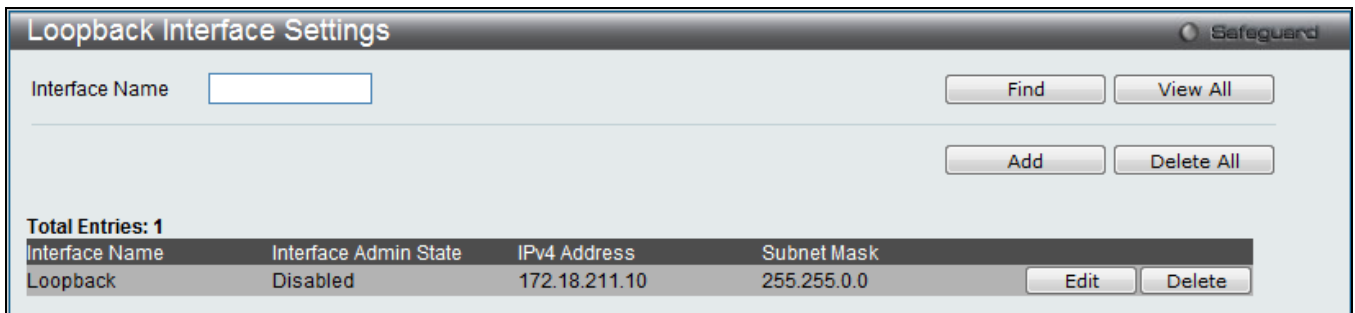 Loopback Interface Settings
Safeguard
Interface Name
Find
View All
Add
Delete All
Total Entries: 1
Interface Name Interface Admin State IPv4 Address Subnet Mask
Loopback Disabled 172.18.211.10 255.255.0.0 Edit Delete